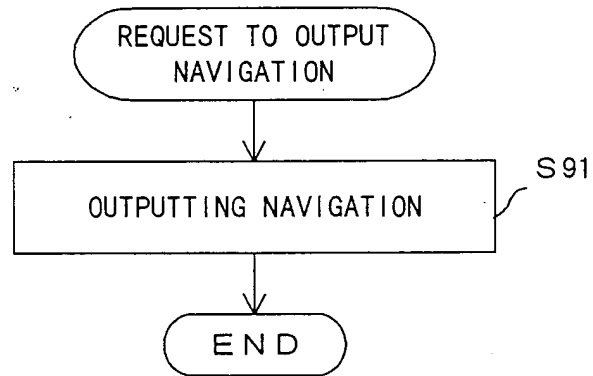 REQUEST TO OUTPUT
NAVIGATION
S91
OUTPUTTING NAVIGATION
END